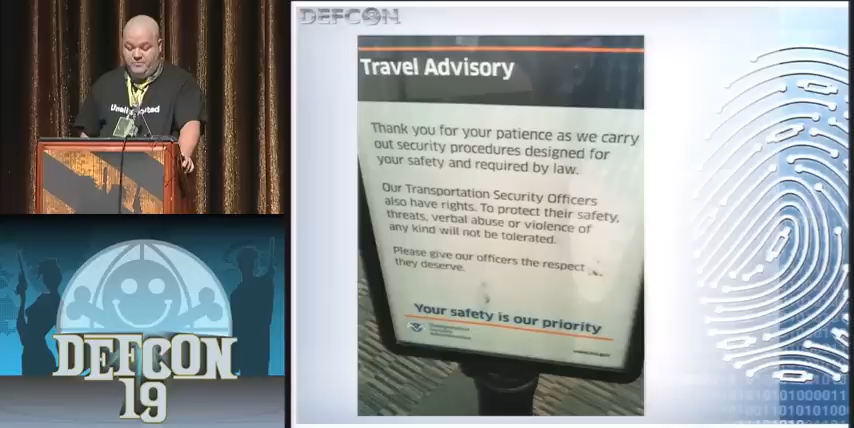 DEFCON
Travel Advisory
Thank you for your patience as we carry
out security procedures designed for
your safety and required by law.
Our Transportation Security Officers
also have rights. To protect their safety,
threats, verbal abuse or violence of
any kind will not be tolerated.
Please give our officers the respect
they deserve.
Your safety is our priority
Transportation
Security
Administration
DEFCON
19